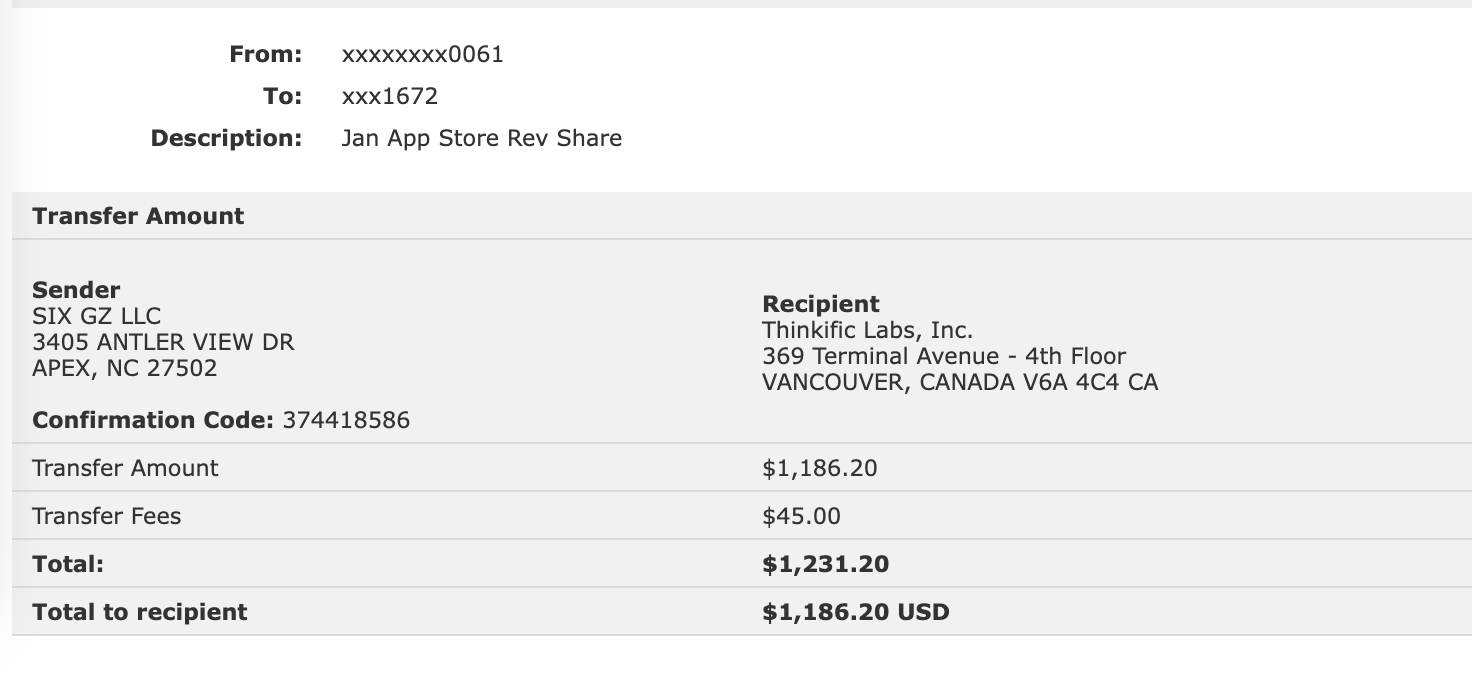 From: xxxxxxxx0061
To: xxx1672
Description: Jan App Store Rev Share
Transfer Amount
Sender
SIX GZ LLC
3405 ANTLER VIEW DR
APEX, NC 27502
Confirmation Code: 374418586
Recipient
Thinkific Labs, Inc.
369 Terminal Avenue - 4th Floor
VANCOUVER, CANADA V6A 4C4 CA
Transfer Amount $1,186.20
Transfer Fees $45.00
Total: $1,231.20
Total to recipient $1,186.20 USD